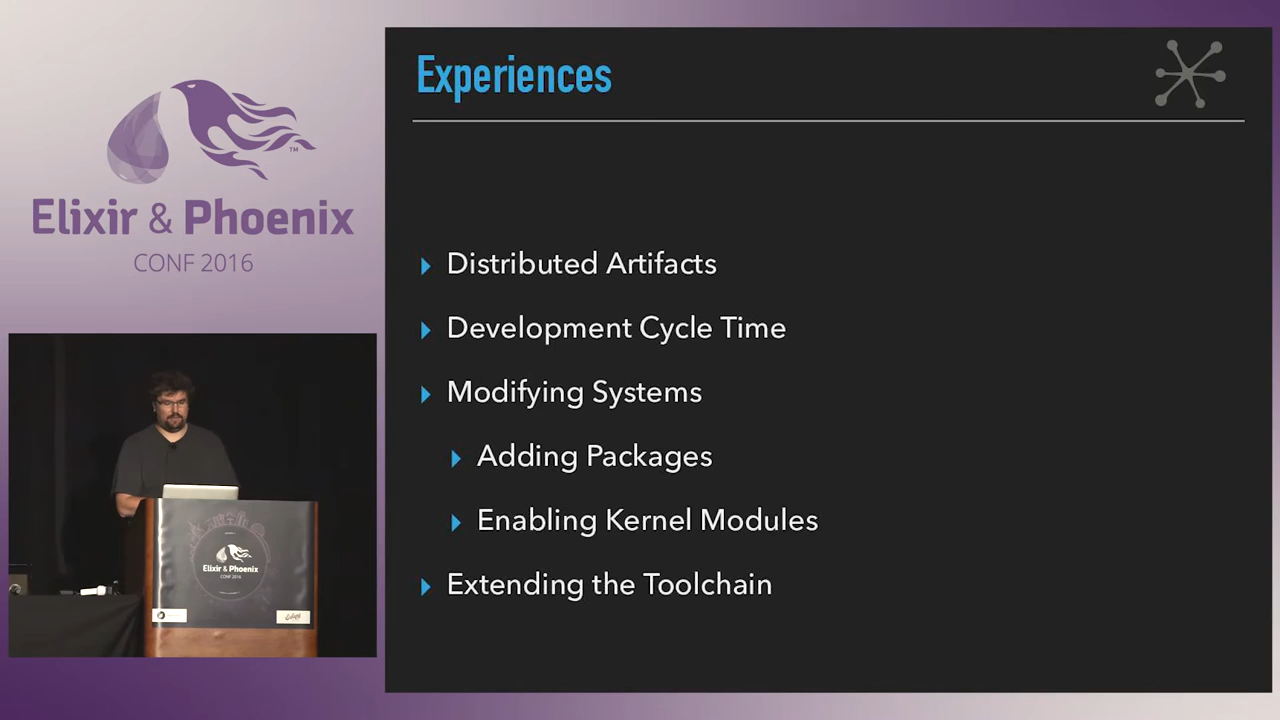 Elixir & Phoenix
CONF 2016
™
Experiences
Distributed Artifacts
Development Cycle Time
Modifying Systems
Adding Packages
Enabling Kernel Modules
Extending the Toolchain
Elixir & Phoenix
CONF 2016